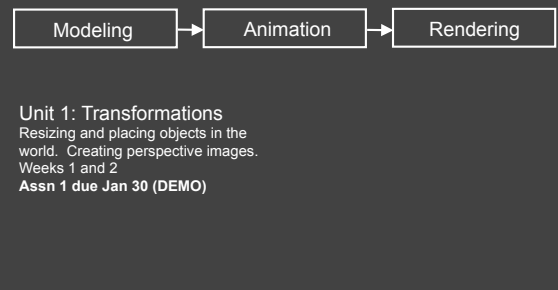 Modeling
Animation
Rendering
Unit 1: Transformations
Resizing and placing objects in the
world. Creating perspective images.
Weeks 1 and 2
Assn 1 due Jan 30 (DEMO)